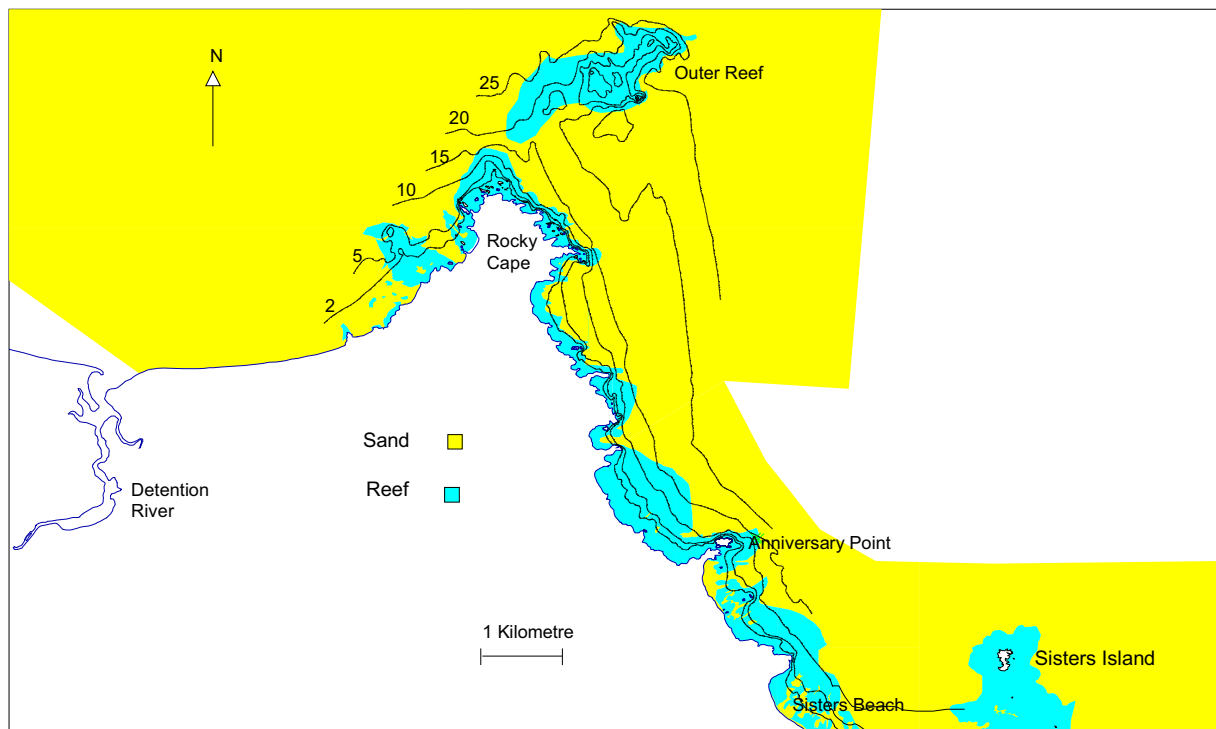 N
Outer Reef
25
20
15
10
Rocky
Cape
5
2
Sand
Reef
Detention
River
Anniversary Point
1 Kilometre
Sisters Island
Sisters Beach